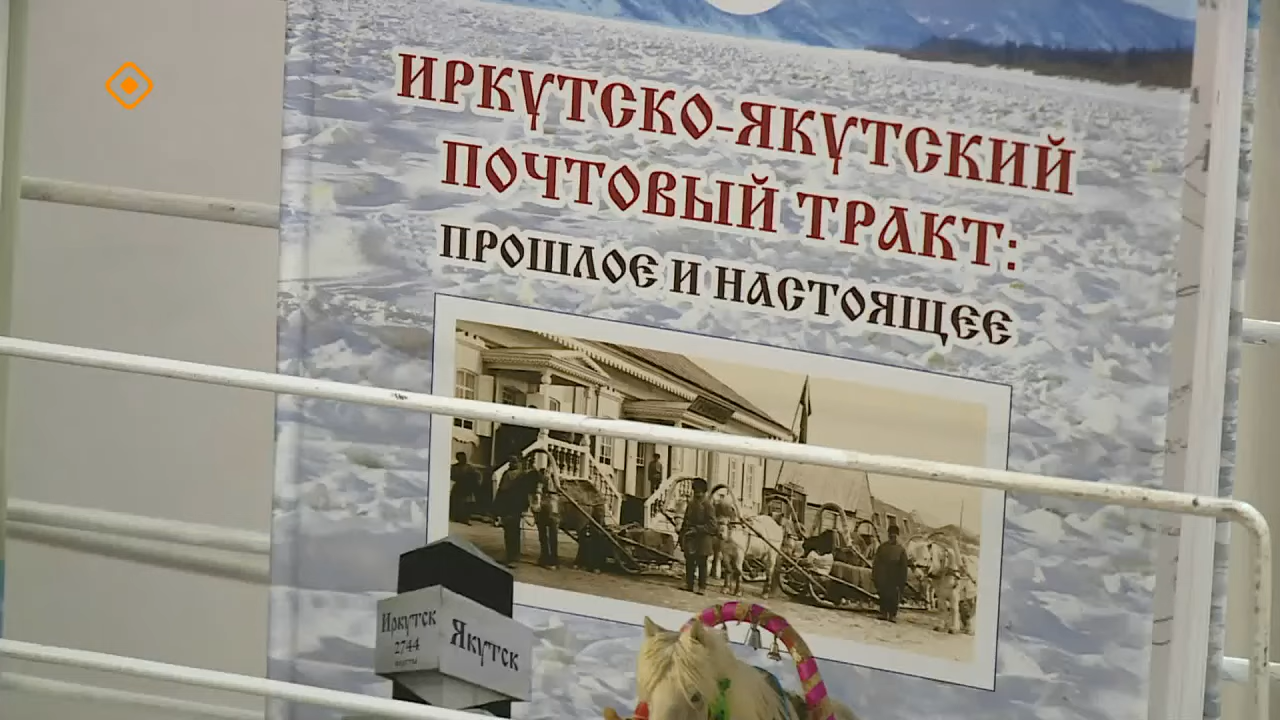 ИРКУТСКО-ЯКУТСКИЙ
ПОЧТОВЫЙ ТРАКТ:
ПРОШЛОЕ И НАСТОЯЩЕЕ
Иркутск
2744
Якутск